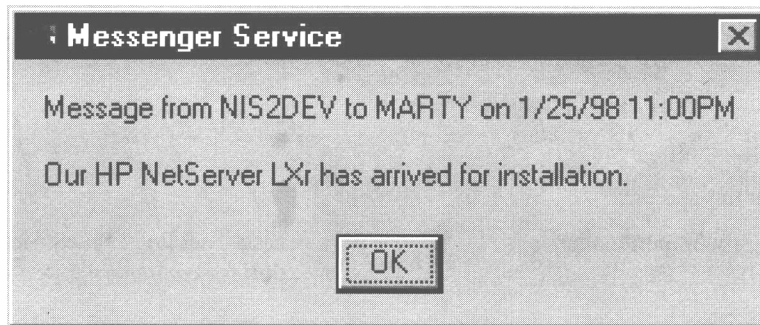 Messenger Service
Message from NIS2DEV to MARTY on 1/25/98 11:00PM
Our HP NetServer LXr has arrived for installation.
OK